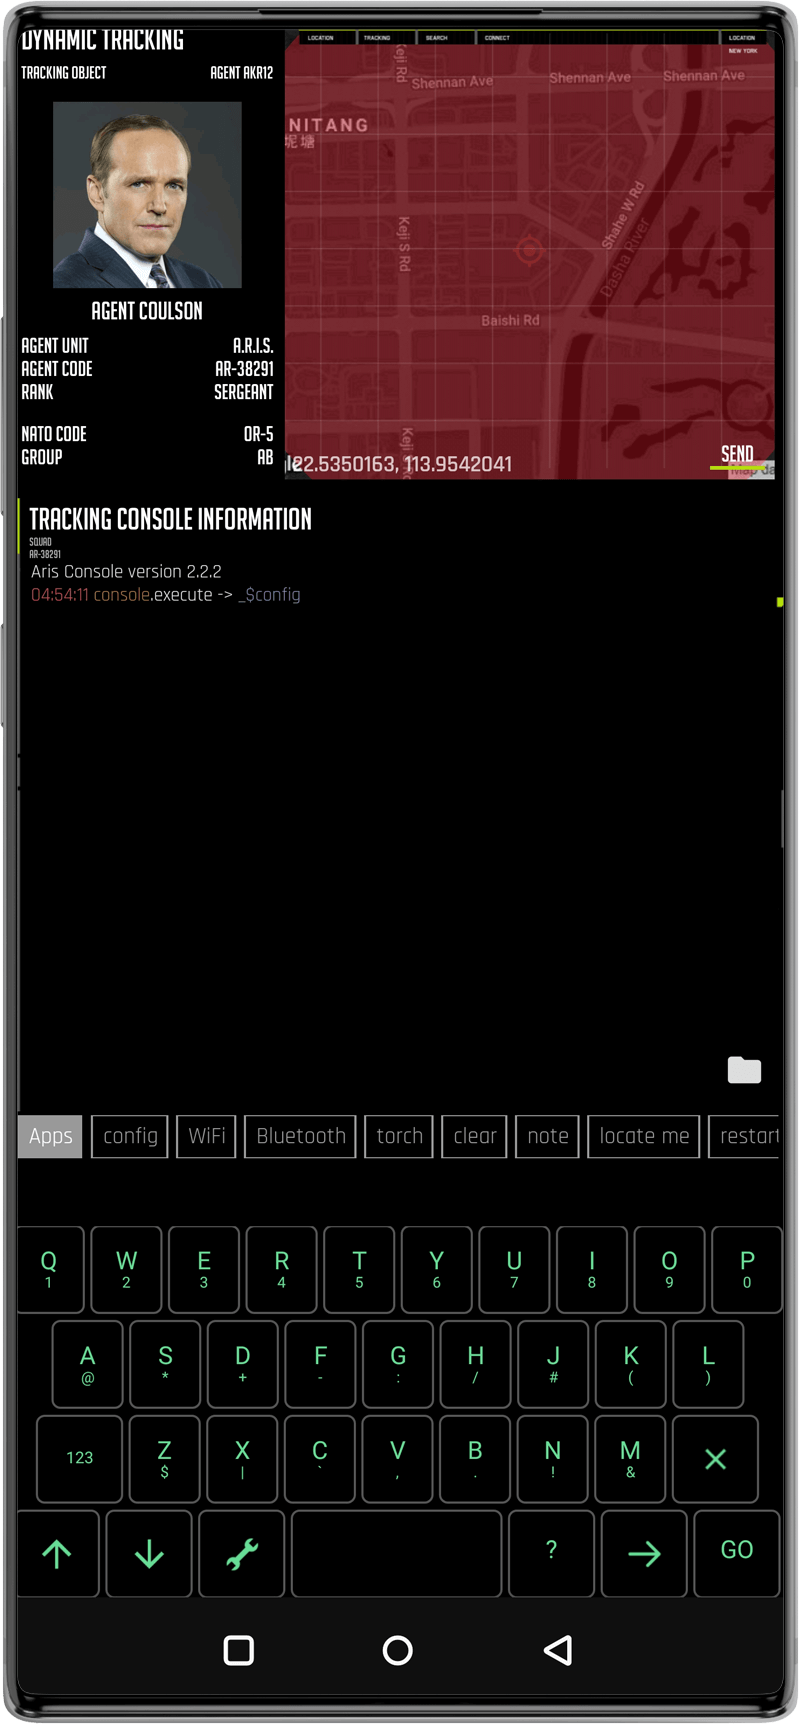 DYNAMIC TRACKING
TRACKING OBJECT AGENT AKR12
AGENT COULSON
AGENT UNIT A.R.I.S.
AGENT CODE AR-38291
RANK SERGEANT
NATO CODE OR-5
GROUP AB
LOCATION TRACKING SEARCH CONNECT LOCATION
NEW YORK
Keji Rd
Shennan Ave Shennan Ave Shennan Ave
NITANG
坭塘
Keji S Rd
Shahe W Rd
Dasha River
Baishi Rd
Keji S Rd
22.5350163, 113.9542041
SEND
Map da
TRACKING CONSOLE INFORMATION
SQUAD
AR-38291
Aris Console version 2.2.2
04:54:11 console.execute -> _$config
Apps config WiFi Bluetooth torch clear note locate me restart
Q W E R T Y U I O P
1 2 3 4 5 6 7 8 9 0
A S D F G H J K L
@ * + - : / # ( )
123 Z X C V B N M
$ | ` , . ! &
? GO